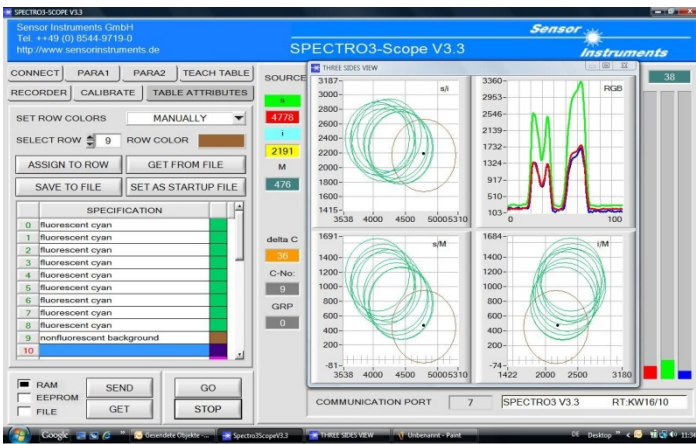 SPECTRO3-SCOPE V3.3
Sensor Instruments GmbH
Tel. ++49 (0) 8544-9719-0
http://www.sensorinstruments.de
SPECTRO3-Scope V3.3
Sensor
Instruments
CONNECT PARA1 PARA2 TEACH TABLE
RECORDER CALIBRATE TABLE ATTRIBUTES
SET ROW COLORS MANUALLY
SELECT ROW 9 ROW COLOR
ASSIGN TO ROW GET FROM FILE
SAVE TO FILE SET AS STARTUP FILE
SPECIFICATION
0 fluorescent cyan
1 fluorescent cyan
2 fluorescent cyan
3 fluorescent cyan
4 fluorescent cyan
5 fluorescent cyan
6 fluorescent cyan
7 fluorescent cyan
8 fluorescent cyan
9 nonfluorescent background
10
RAM
EEPROM
FILE
SEND GO
GET STOP
SOURCE
s
4778
i
2191
M
476
delta C
36
C-No:
9
GRP
0
THREE SIDES VIEW
s/i
3187
3000
2800
2600
2400
2200
2000
1800
1600
1415
3538 4000 4500 5000 5310
RGB
3360
2953
2546
2139
1732
1324
917
510
103
0 100
s/M
1691
1400
1200
1000
800
600
400
200
-81
3538 4000 4500 5000 5310
i/M
1684
1400
1200
1000
800
600
400
200
-74
1422 2000 2500 3180
38
COMMUNICATION PORT 7 SPECTRO3 V3.3 RT:KW16/10
Google Gesendete Objekte -... Spectro3ScopeV3.3 THREE SIDES VIEW Unbenannt - Paint DE Desktop